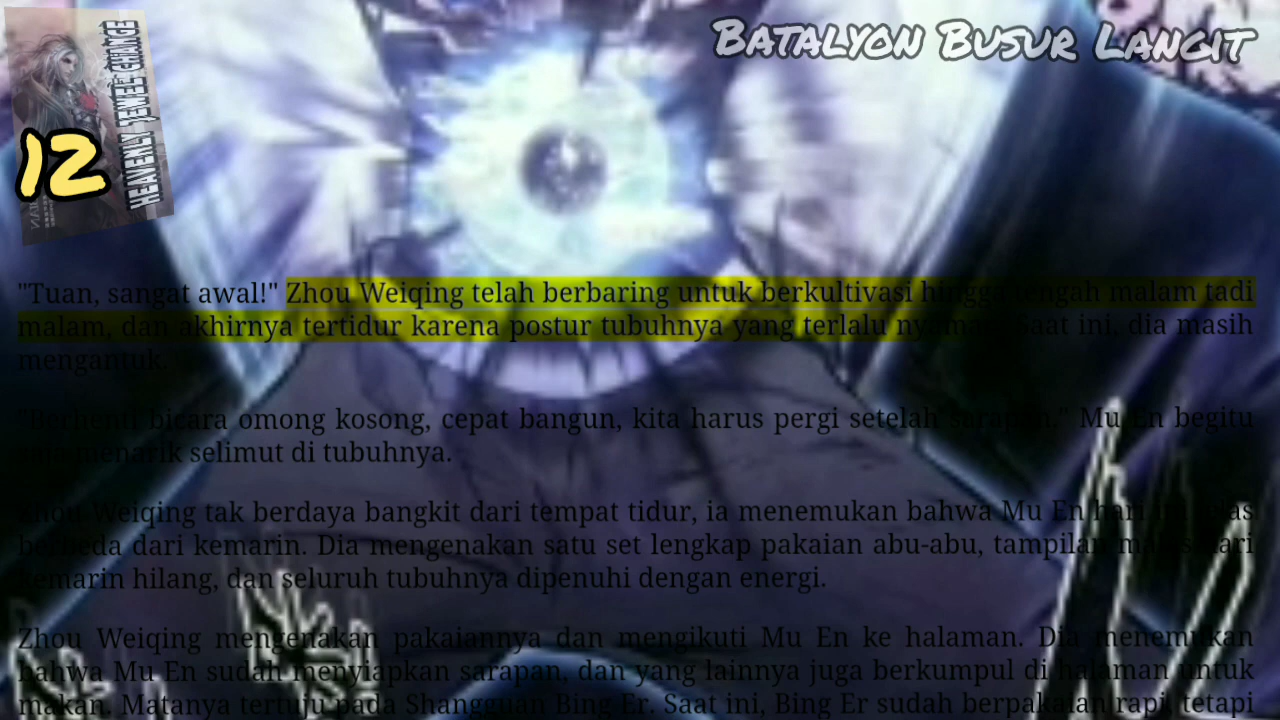 Batalyon Busur Langit
HEAVENLY JEWEL CHANGE
12
"Tuan, sangat awal!" Zhou Weiqing telah berbaring untuk berkultivasi hingga tengah malam tadi
malam, dan akhirnya tertidur karena postur tubuhnya yang terlalu nyaman. Saat ini, dia masih
mengantuk.
"Berhenti bicara omong kosong, cepat bangun, kita harus pergi setelah sarapan." Mu En begitu
saja menarik selimut di tubuhnya.
Zhou Weiqing tak berdaya bangkit dari tempat tidur, ia menemukan bahwa Mu En hari ini jelas
berbeda dari kemarin. Dia mengenakan satu set lengkap pakaian abu-abu, tampilan malas dari
kemarin hilang, dan seluruh tubuhnya dipenuhi dengan energi.
Zhou Weiqing mengenakan pakaiannya dan mengikuti Mu En ke halaman. Dia menemukan
bahwa Mu En sudah menyiapkan sarapan, dan yang lainnya juga berkumpul di halaman untuk
makan. Matanya tertuju pada Shangguan Bing Er. Saat ini, Bing Er sudah berpakaian rapi, tetapi